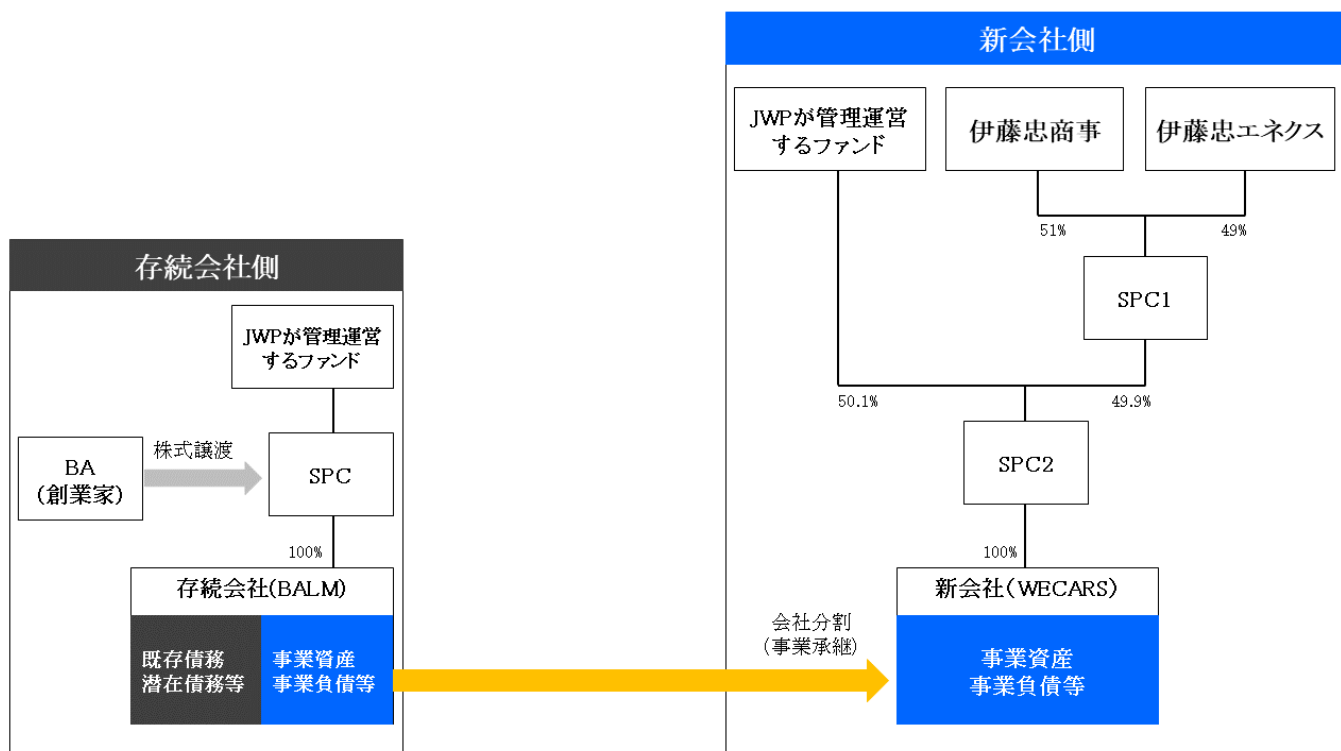 新会社側
JWPが管理運営
するファンド
伊藤忠商事
伊藤忠エネクス
51%
49%
SPC1
50.1%
49.9%
SPC2
100%
新会社(WECARS)
事業資産
事業負債等
存続会社側
JWPが管理運営
するファンド
BA
(創業家)
株式譲渡
SPC
100%
存続会社(BALM)
既存債務
潜在債務等
事業資産
事業負債等
会社分割
(事業承継)